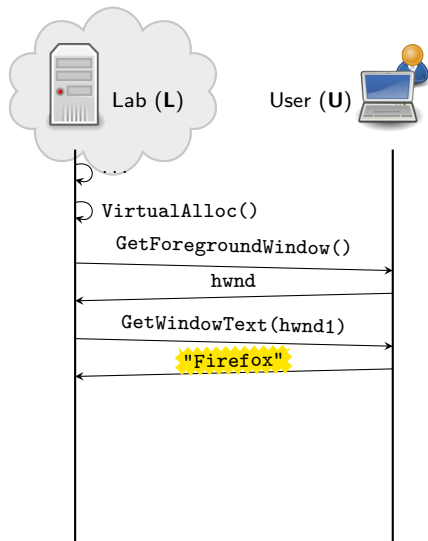 Lab (L)
User (U)
...
VirtualAlloc()
GetForegroundWindow()
hwnd
GetWindowText(hwnd1)
"Firefox"